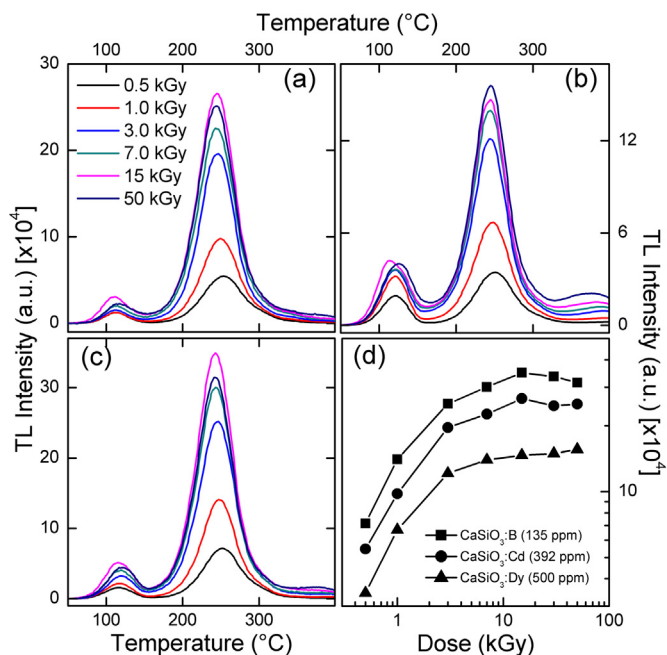 Temperature (°C)
100 200 300
100 200 300
30
20
10
0
(a)
0.5 kGy
1.0 kGy
3.0 kGy
7.0 kGy
15 kGy
50 kGy
(b)
12
6
0
TL Intensity (a.u.) [x10⁴]
TL Intensity (a.u.) [x10⁴]
30
20
10
0
(c)
(d)
10
CaSiO₃:B (135 ppm)
CaSiO₃:Cd (392 ppm)
CaSiO₃:Dy (500 ppm)
100 200 300
1 10 100
Temperature (°C)
Dose (kGy)